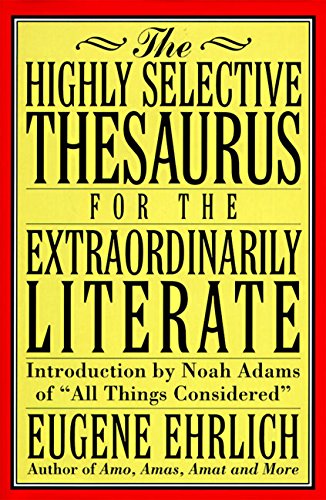 The
HIGHLY SELECTIVE
THESAURUS
FOR THE
EXTRAORDINARILY
LITERATE
Introduction by Noah Adams
of “All Things Considered”
EUGENE EHRLICH
Author of Amo, Amas, Amat and More